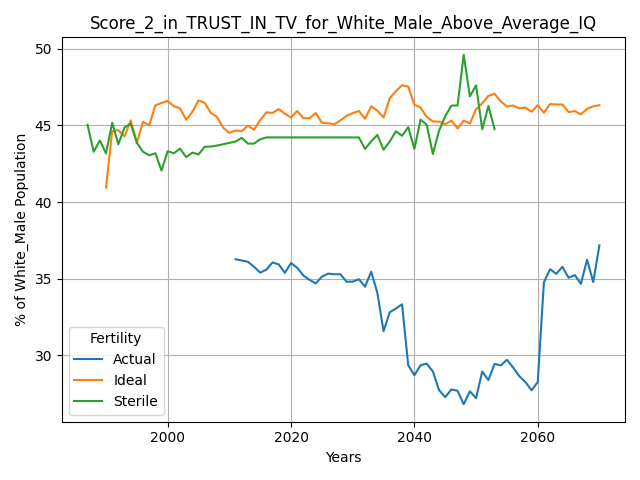 Score_2_in_TRUST_IN_TV_for_White_Male_Above_Average_IQ
% of White_Male Population
50
45
40
35
30
Fertility
Actual
Ideal
Sterile
2000
2020
2040
2060
Years